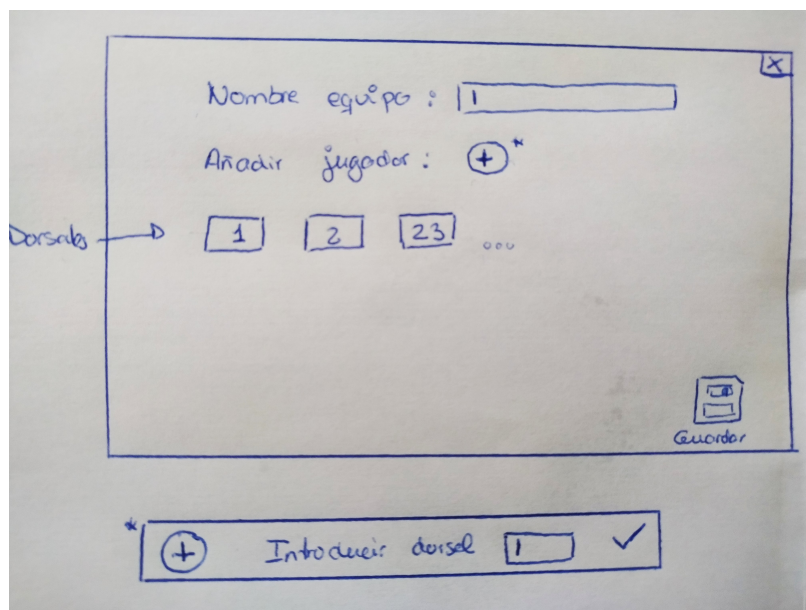 X
Nombre equipo :
Añadir jugador : + *
Dorsales → 1 2 23 ...
Guardar
* + Introducir dorsal ✓